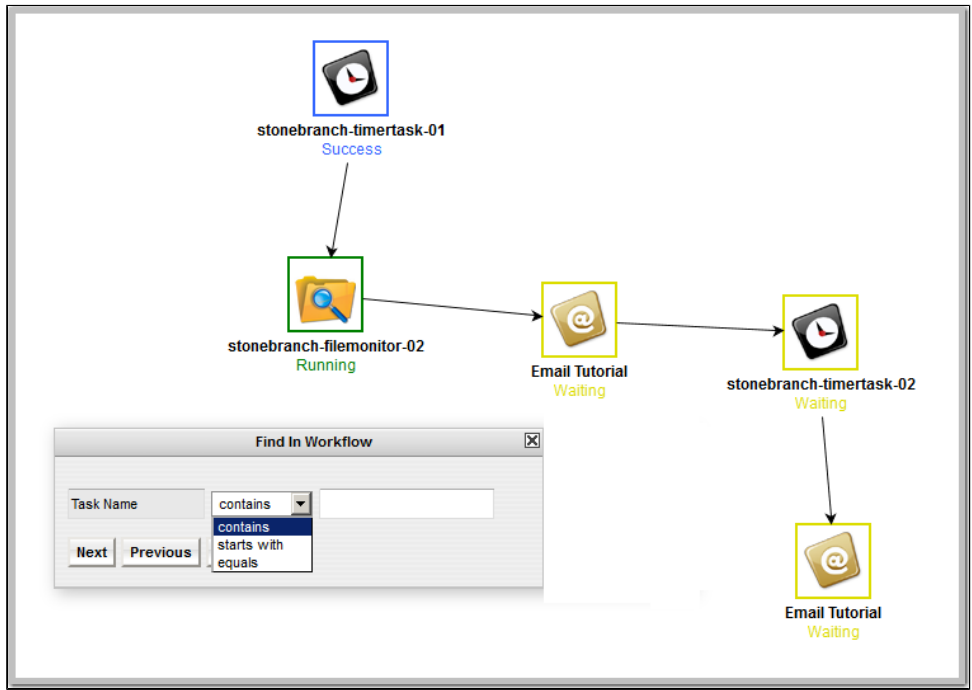 stonebranch-timertask-01
Success
stonebranch-filemonitor-02
Running
Email Tutorial
Waiting
stonebranch-timertask-02
Waiting
Find In Workflow
Task Name
contains
contains
starts with
equals
Next
Previous
Email Tutorial
Waiting